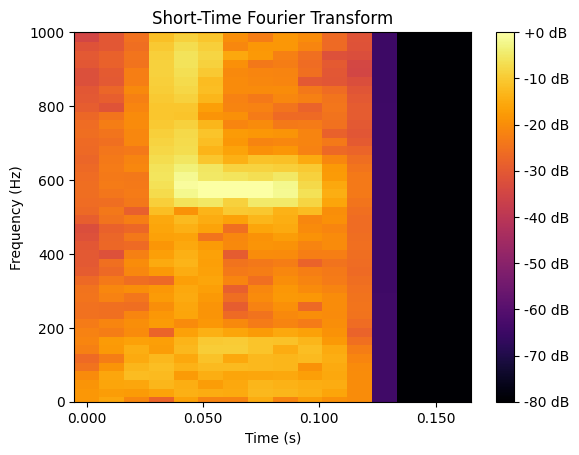 Short-Time Fourier Transform
1000
800
600
400
200
0
Frequency (Hz)
0.000
0.050
0.100
0.150
Time (s)
+0 dB
-10 dB
-20 dB
-30 dB
-40 dB
-50 dB
-60 dB
-70 dB
-80 dB